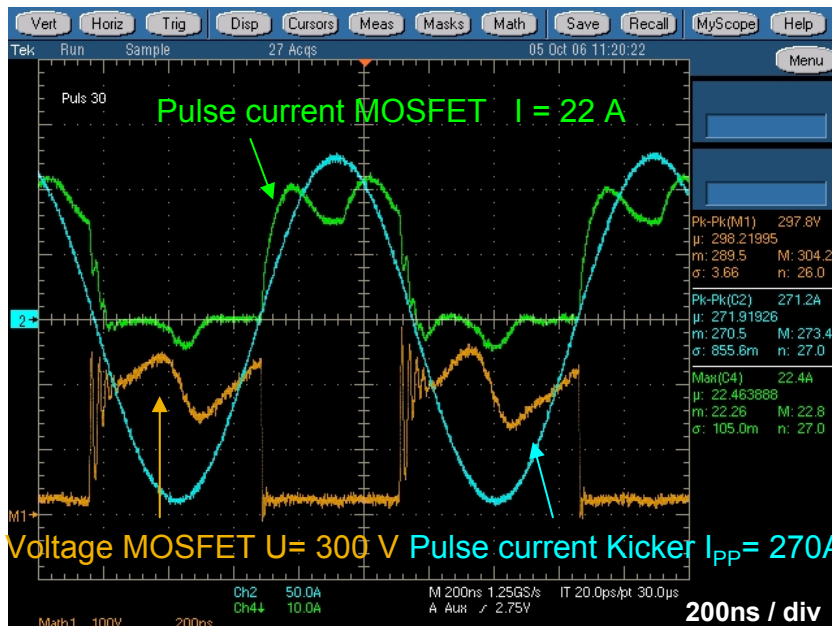 Vert Horiz Trig Disp Cursors Meas Masks Math Save Recall MyScope Help
Tek Run Sample 27 Acqs 05 Oct 06 11:20:22
Menu
Puls 30
Pulse current MOSFET I = 22 A
Pk-Pk(M1) 297.8V
µ: 298.21995
m: 289.5 M: 304.2
σ: 3.66 n: 26.0
2
Pk-Pk(C2) 271.2A
µ: 271.91926
m: 270.5 M: 273.4
σ: 855.6m n: 27.0
Max(C4) 22.4A
µ: 22.463888
m: 22.26 M: 22.8
σ: 105.0m n: 27.0
M1
Voltage MOSFET U= 300 V Pulse current Kicker IPP= 270A
Ch2 50.0A M 200ns 1.25GS/s IT 20.0ps/pt 30.0µs
Ch4↓ 10.0A A Aux ⁄ 2.75V
200ns / div
Math1 100V 200ns